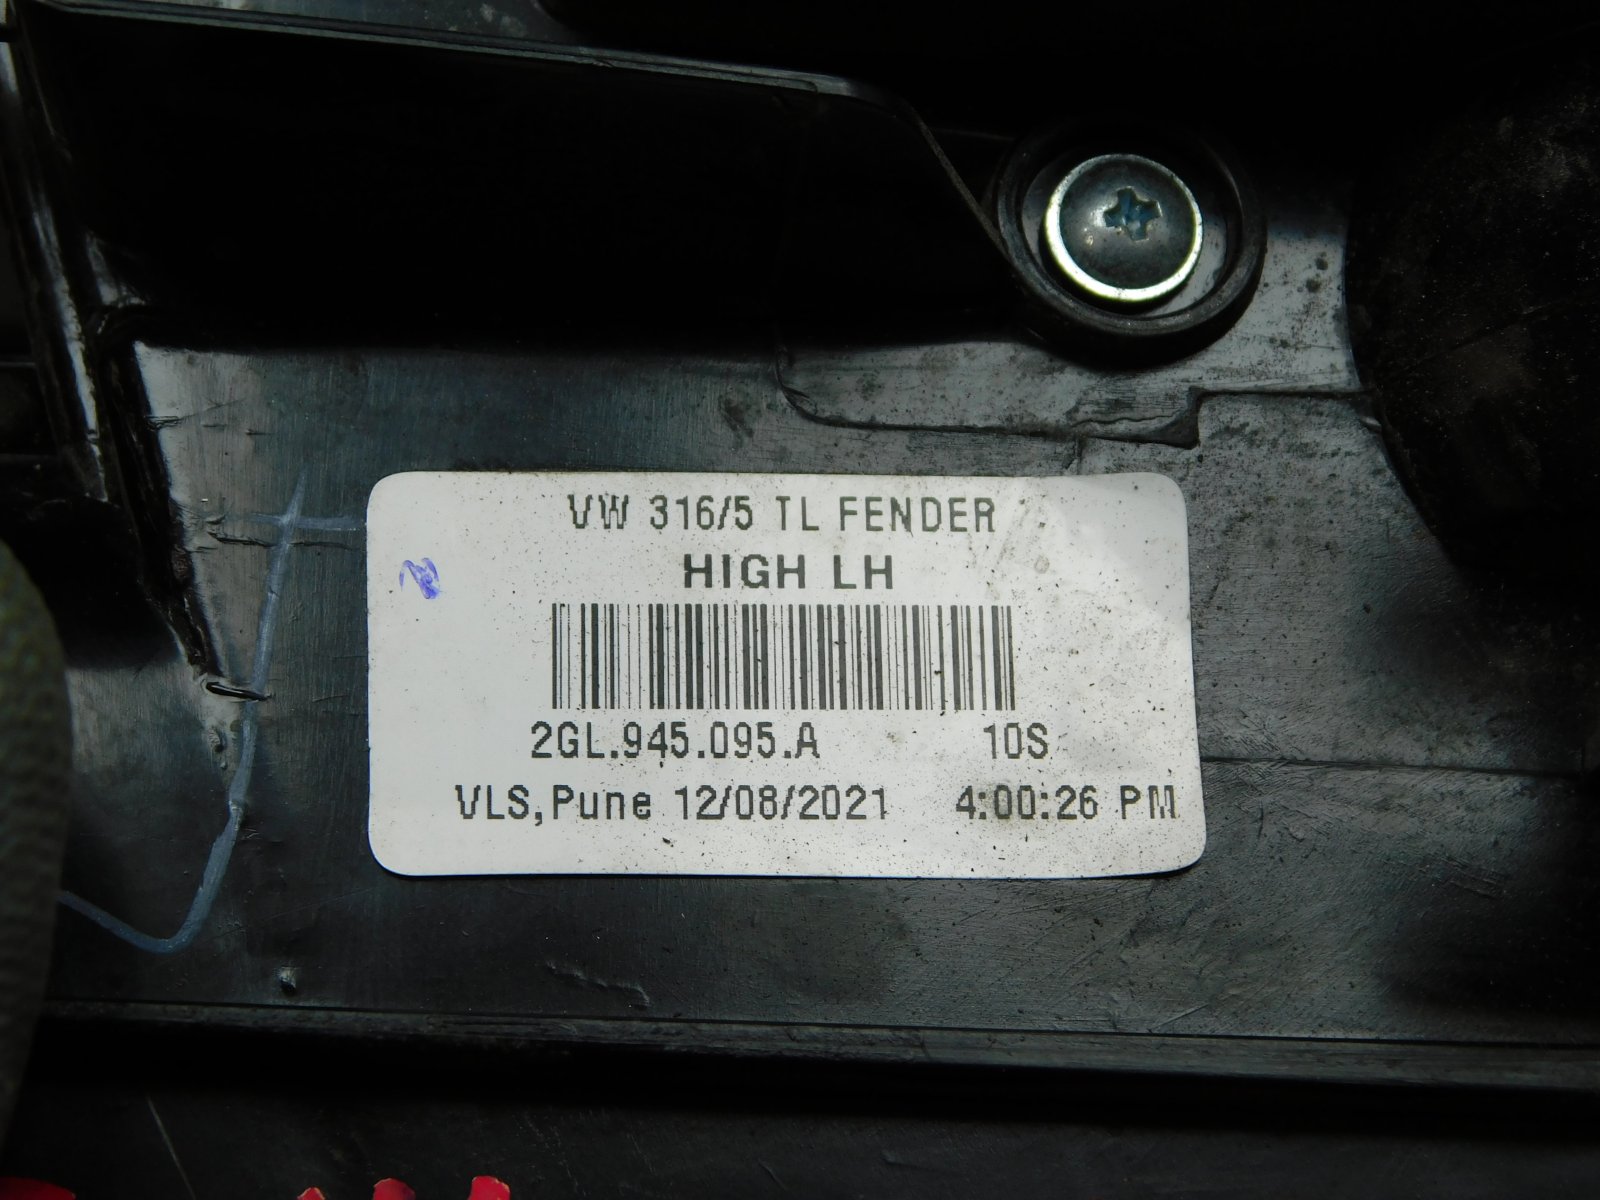 VW 316/5 TL FENDER
HIGH LH
2GL.945.095.A 10S
VLS,Pune 12/08/2021 4:00:26 PM